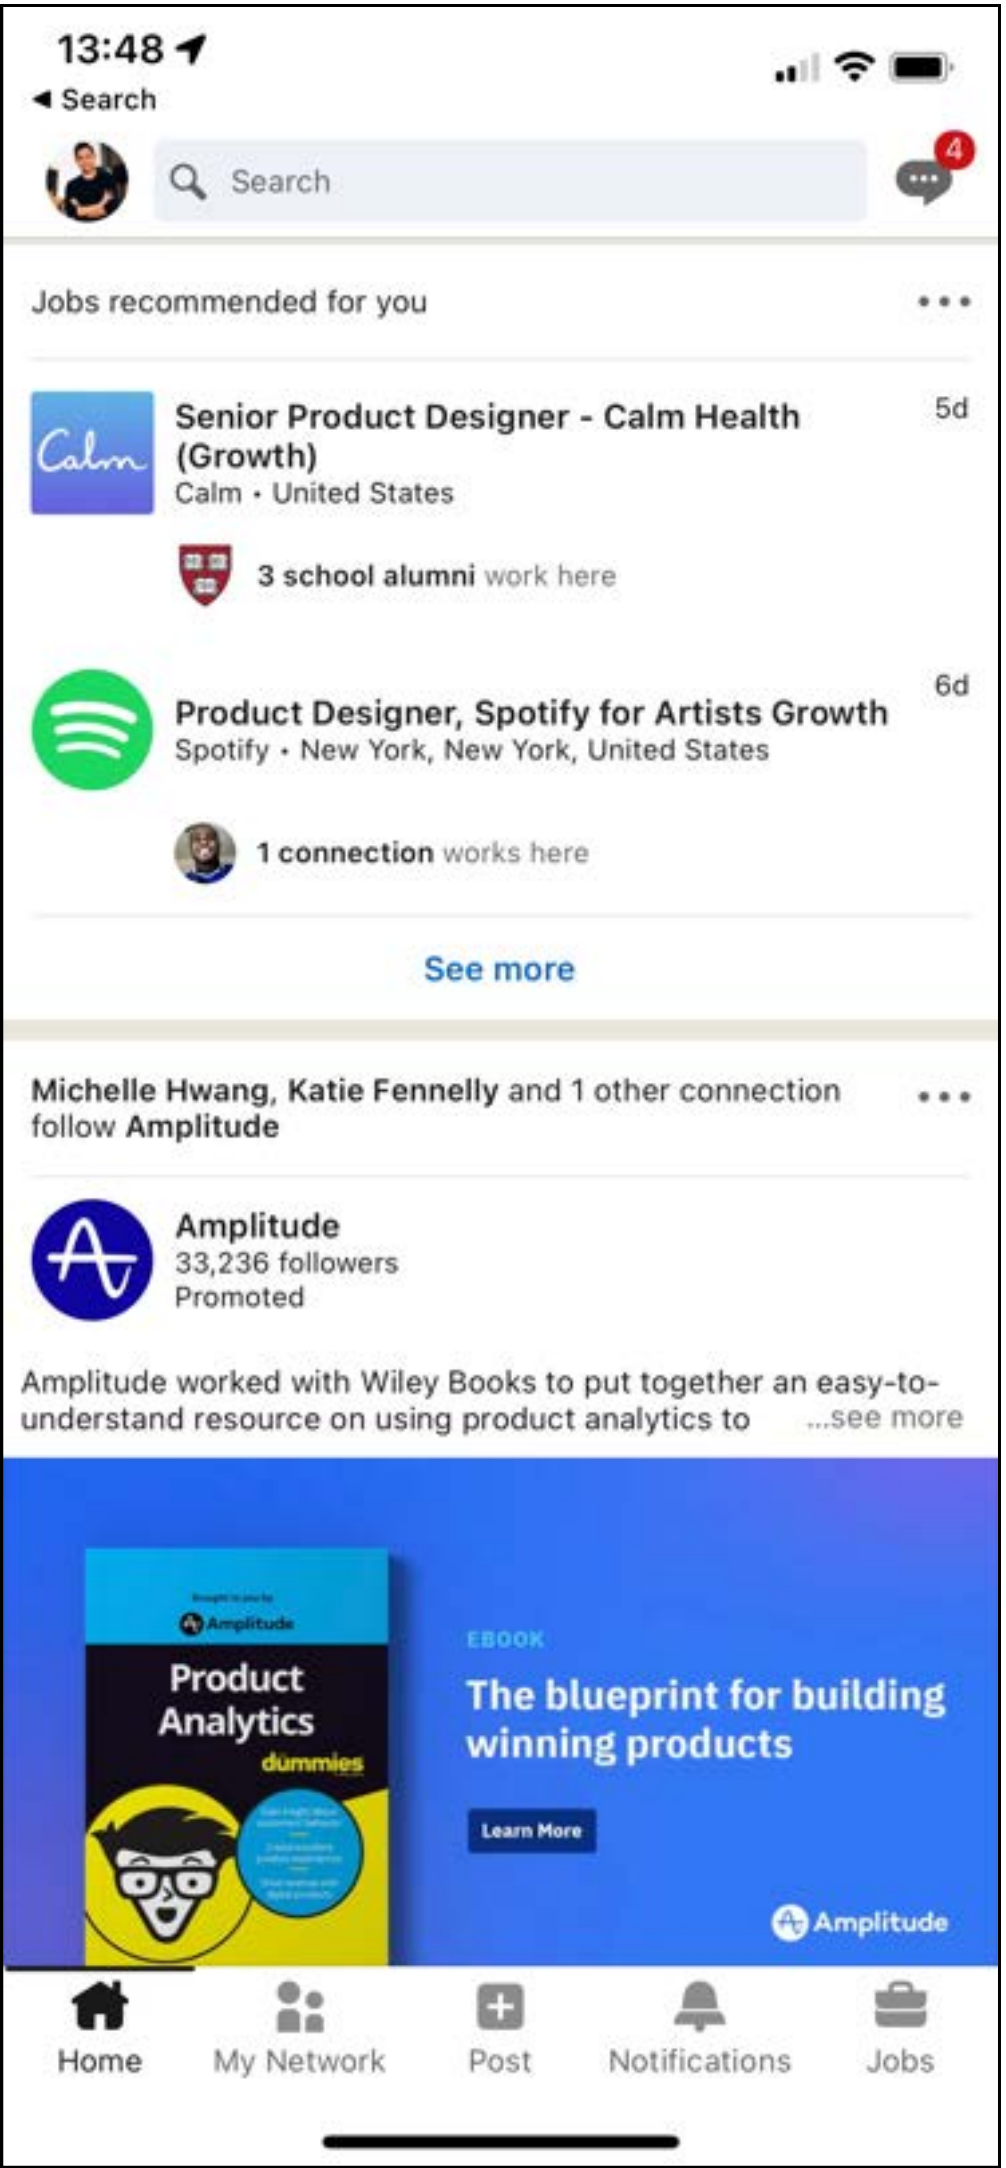 13:48
Search
Search
4
Jobs recommended for you
Calm
Senior Product Designer - Calm Health
(Growth)
5d
Calm • United States
3 school alumni work here
6d
Product Designer, Spotify for Artists Growth
Spotify • New York, New York, United States
1 connection works here
See more
Michelle Hwang, Katie Fennelly and 1 other connection
follow Amplitude
Amplitude
33,236 followers
Promoted
Amplitude worked with Wiley Books to put together an easy-to-
understand resource on using product analytics to ...see more
Brought to you by
Amplitude
Product
Analytics
dummies
EBOOK
The blueprint for building
winning products
Learn More
Amplitude
Home My Network Post Notifications Jobs